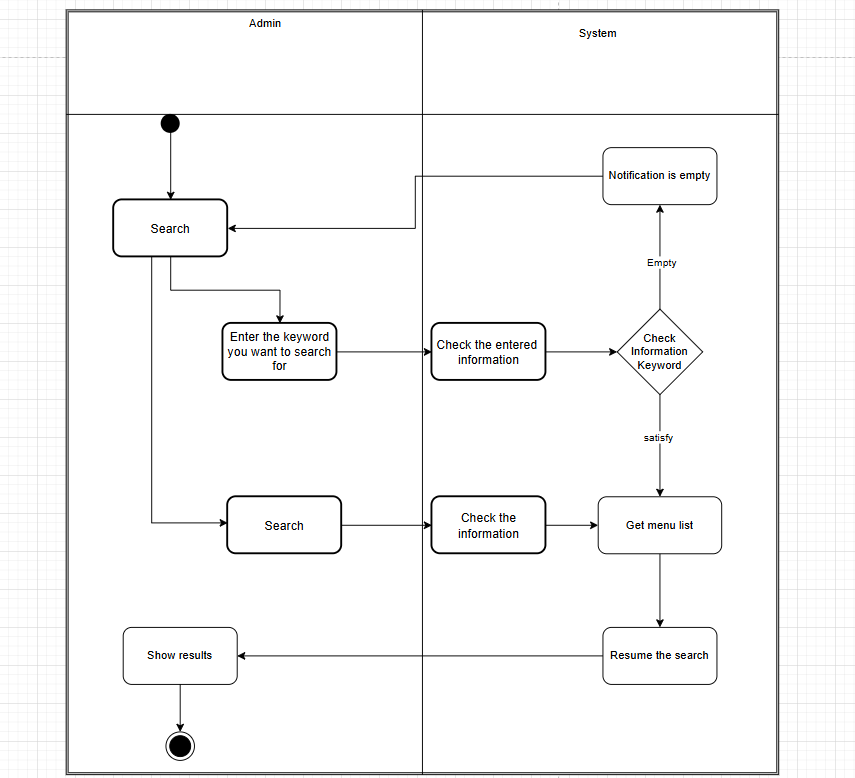 Admin
System
Notification is empty
Search
Empty
Enter the keyword
you want to search
for
Check the entered
information
Check
Information
Keyword
satisfy
Search
Check the
information
Get menu list
Show results
Resume the search